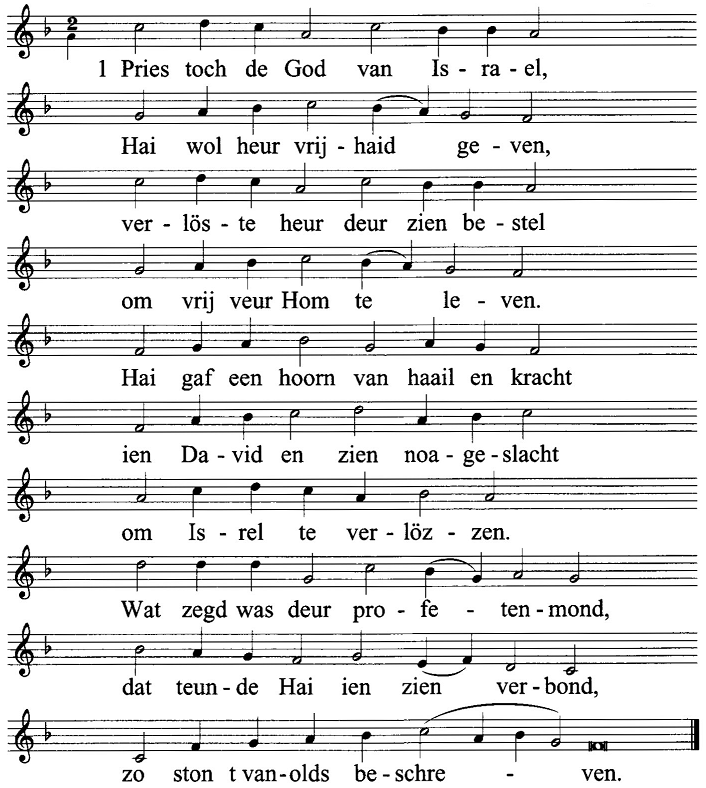 2
1 Pries toch de God van Is - ra - el,
Hai wol heur vrij - haid ge - ven,
ver - lös - te heur deur zien be - stel
om vrij veur Hom te le - ven.
Hai gaf een hoorn van haail en kracht
ien Da - vid en zien noa - ge - slacht
om Is - rel te ver - löz - zen.
Wat zegd was deur pro - fe - ten - mond,
dat teun - de Hai ien zien ver - bond,
zo ston t van - olds be - schre - ven.